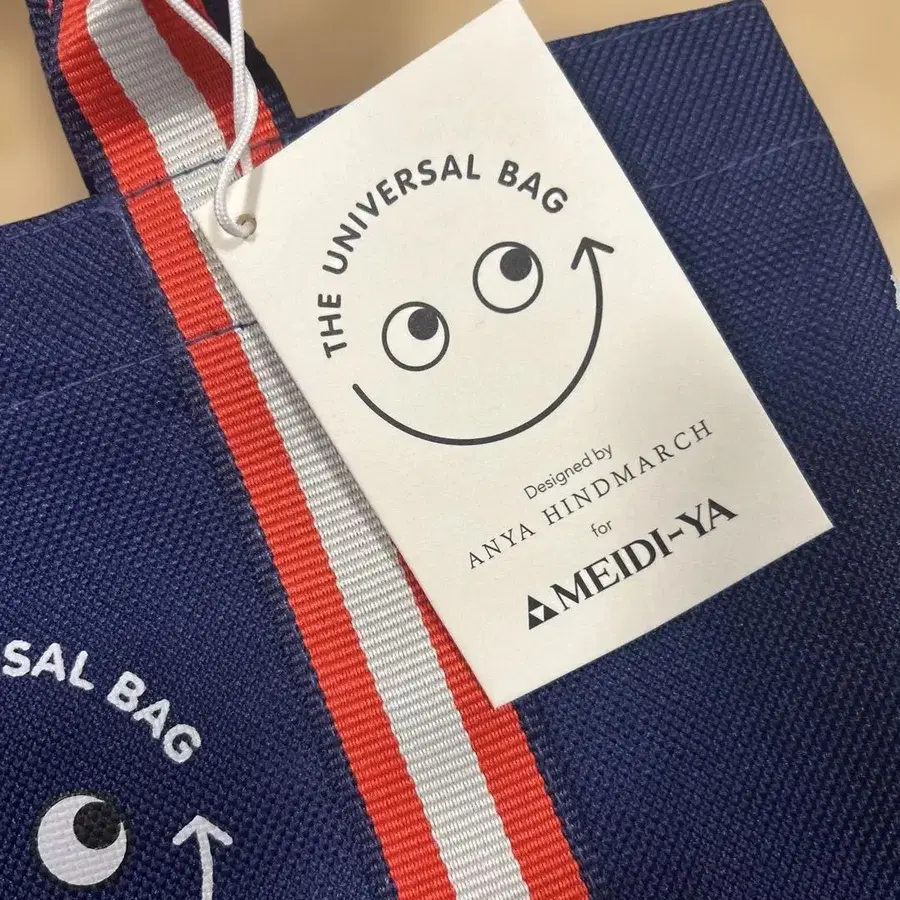 THE UNIVERSAL BAG
Designed by
ANYA HINDMARCH
for
MEIDI-YA
SAL BAG